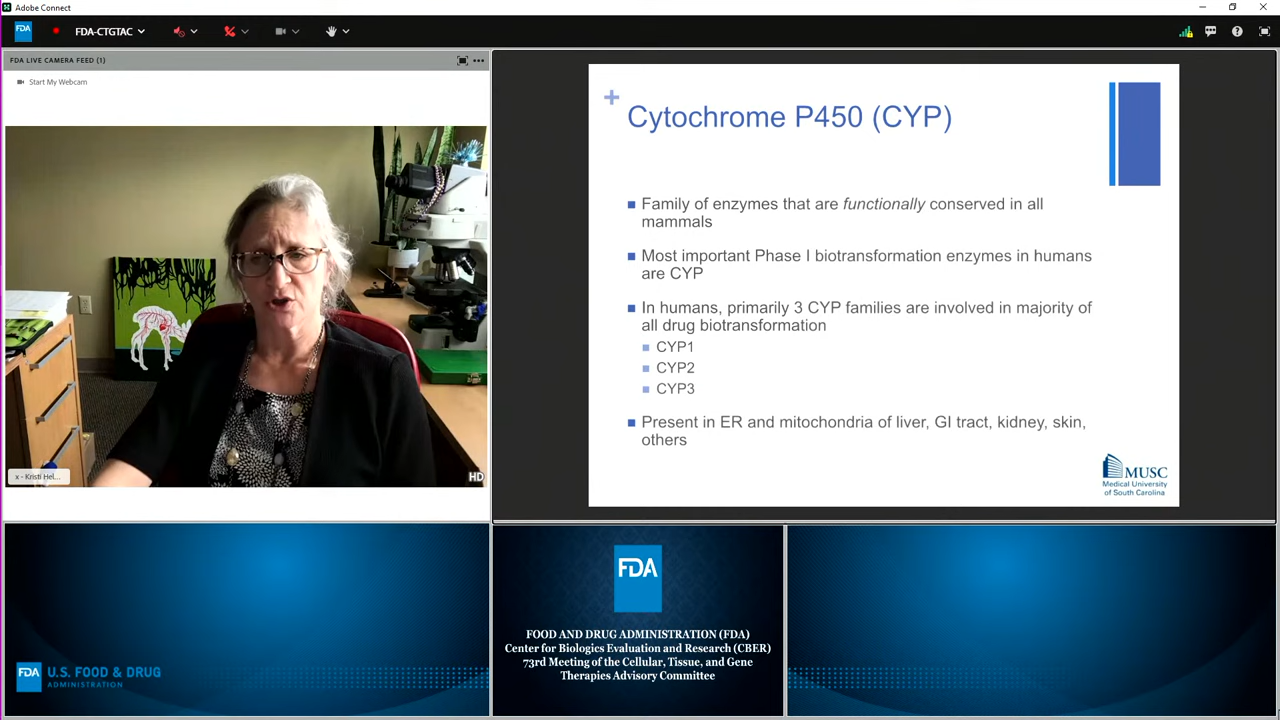 Adobe Connect
FDA
FDA-CTGTAC
FDA LIVE CAMERA FEED (1)
Start My Webcam
x - Kristi Hel...
HD
+
Cytochrome P450 (CYP)
Family of enzymes that are functionally conserved in all
mammals
Most important Phase I biotransformation enzymes in humans
are CYP
In humans, primarily 3 CYP families are involved in majority of
all drug biotransformation
CYP1
CYP2
CYP3
Present in ER and mitochondria of liver, GI tract, kidney, skin,
others
MUSC
Medical University
of South Carolina
FDA U.S. FOOD & DRUG
ADMINISTRATION
FDA
FOOD AND DRUG ADMINISTRATION (FDA)
Center for Biologics Evaluation and Research (CBER)
73rd Meeting of the Cellular, Tissue, and Gene
Therapies Advisory Committee